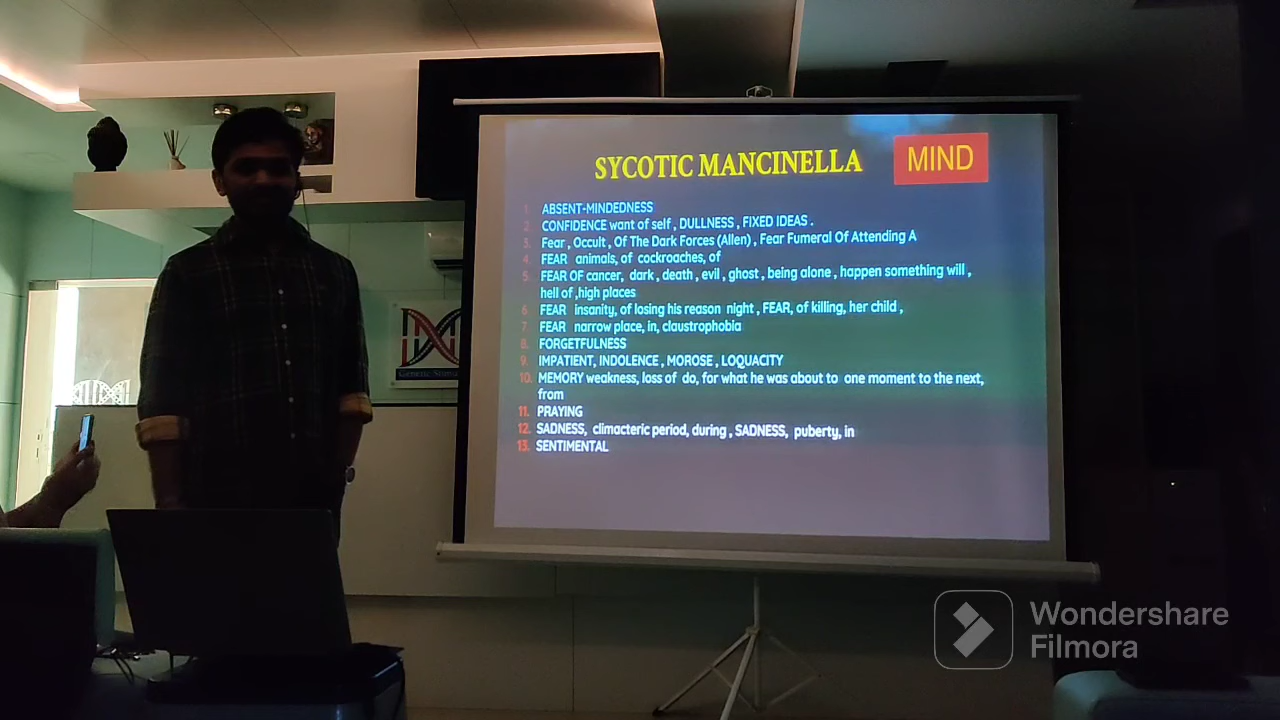 SYCOTIC MANCINELLA
MIND
1. ABSENT-MINDEDNESS
2. CONFIDENCE want of self , DULLNESS , FIXED IDEAS .
3. Fear , Occult , Of The Dark Forces (Allen) , Fear Fumeral Of Attending A
4. FEAR animals, of cockroaches, of
5. FEAR OF cancer, dark , death , evil , ghost , being alone , happen something will ,
hell of ,high places
6. FEAR insanity, of losing his reason night , FEAR, of killing, her child ,
7. FEAR narrow place, in, claustrophobia
8. FORGETFULNESS
9. IMPATIENT, INDOLENCE , MOROSE , LOQUACITY
10. MEMORY weakness, loss of do, for what he was about to one moment to the next,
from
11. PRAYING
12. SADNESS, climacteric period, during , SADNESS, puberty, in
13. SENTIMENTAL
Wondershare
Filmora